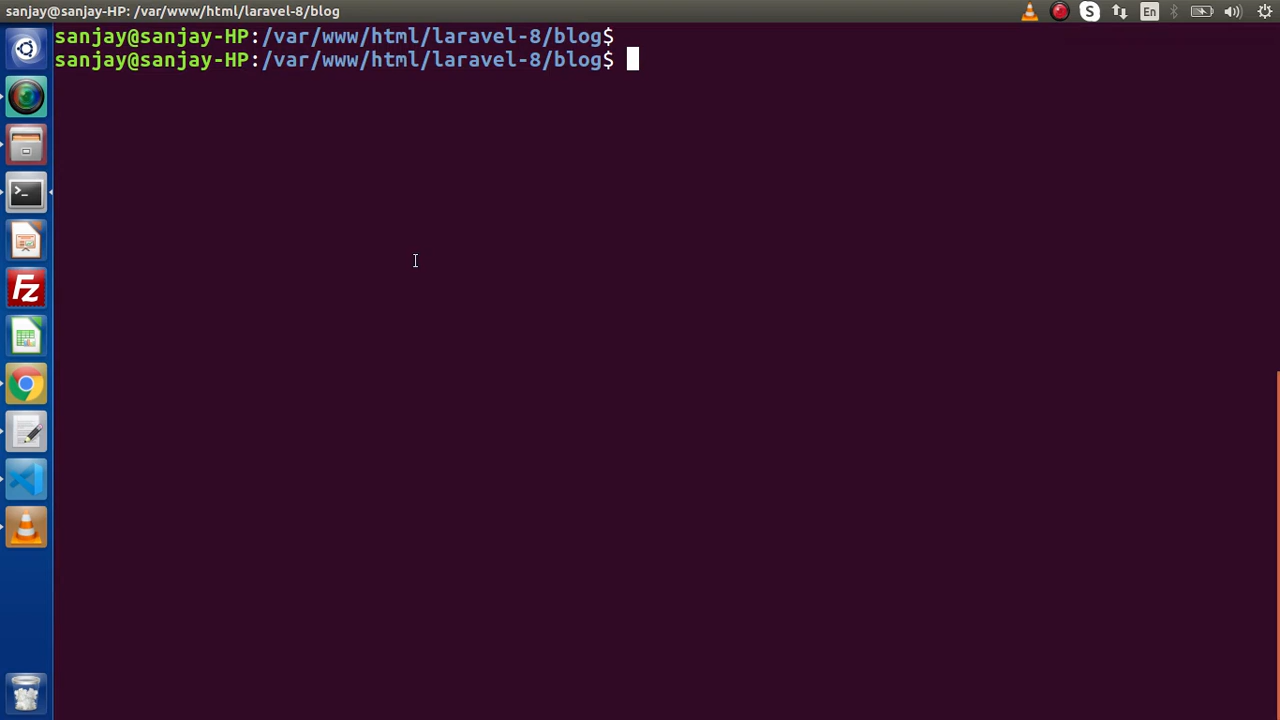 sanjay@sanjay-HP: /var/www/html/laravel-8/blog
S
En
sanjay@sanjay-HP:/var/www/html/laravel-8/blog$
sanjay@sanjay-HP:/var/www/html/laravel-8/blog$
>_
Fz